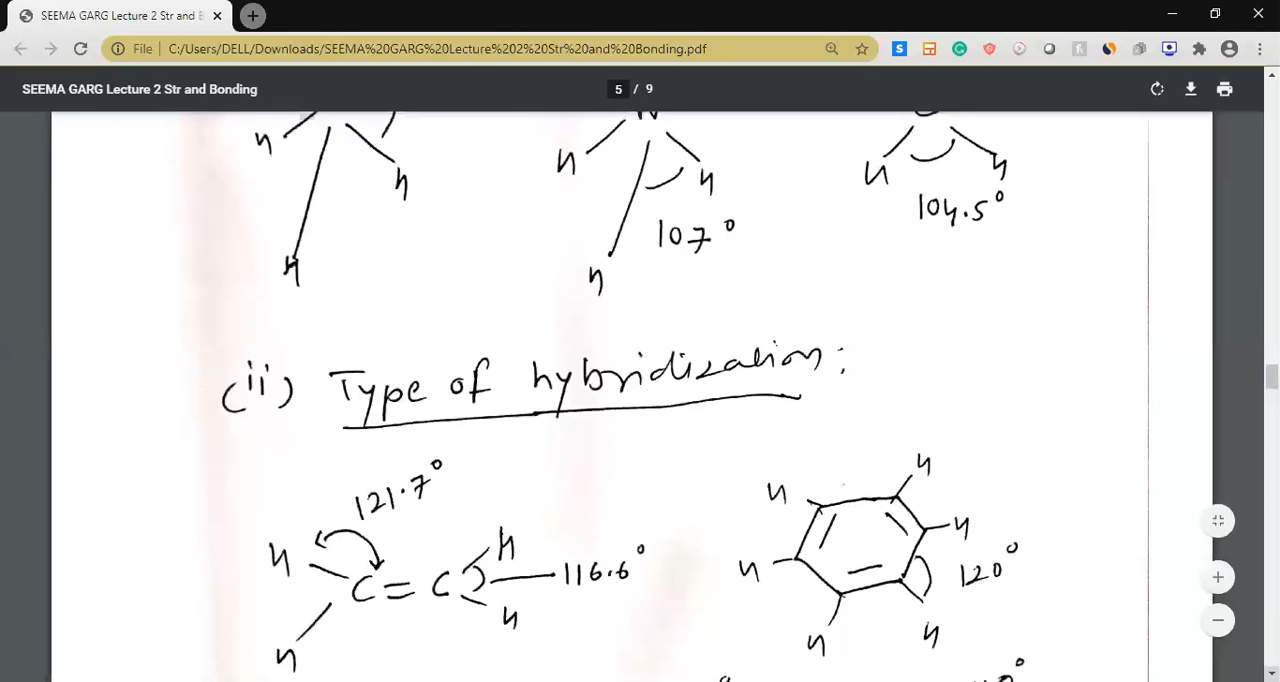 SEEMA GARG Lecture 2 Str and B
File | C:/Users/DELL/Downloads/SEEMA%20GARG%20Lecture%202%20Str%20and%20Bonding.pdf
SEEMA GARG Lecture 2 Str and Bonding
5 / 9
N
H H H
H H
H H
107° 104.5°
H
H
(ii) Type of hybridization:
121.7°
H
H H
H H
C = C 116.6°
H 120°
H
H H
H